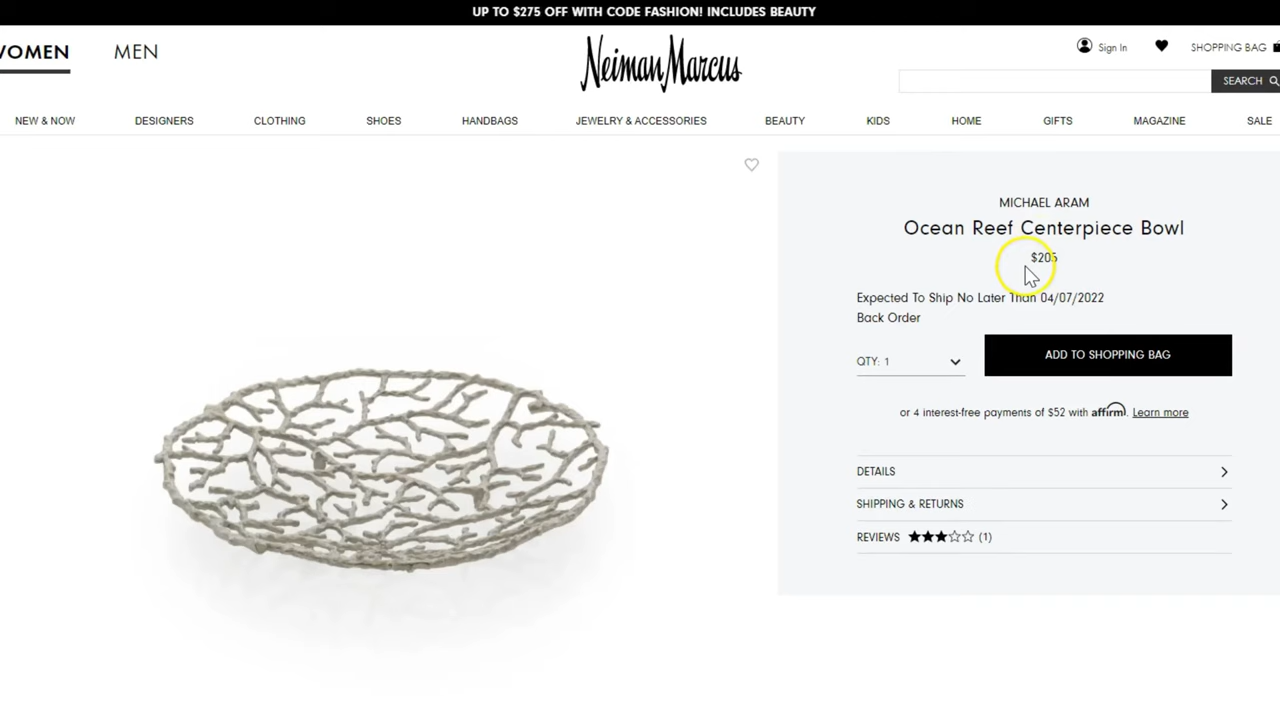 UP TO $275 OFF WITH CODE FASHION! INCLUDES BEAUTY
WOMEN MEN
Neiman Marcus
Sign In SHOPPING BAG
SEARCH
NEW & NOW DESIGNERS CLOTHING SHOES HANDBAGS JEWELRY & ACCESSORIES BEAUTY KIDS HOME GIFTS MAGAZINE SALE
MICHAEL ARAM
Ocean Reef Centerpiece Bowl
$205
Expected To Ship No Later Than 04/07/2022
Back Order
QTY: 1
ADD TO SHOPPING BAG
or 4 interest-free payments of $52 with affirm. Learn more
DETAILS
SHIPPING & RETURNS
REVIEWS (1)